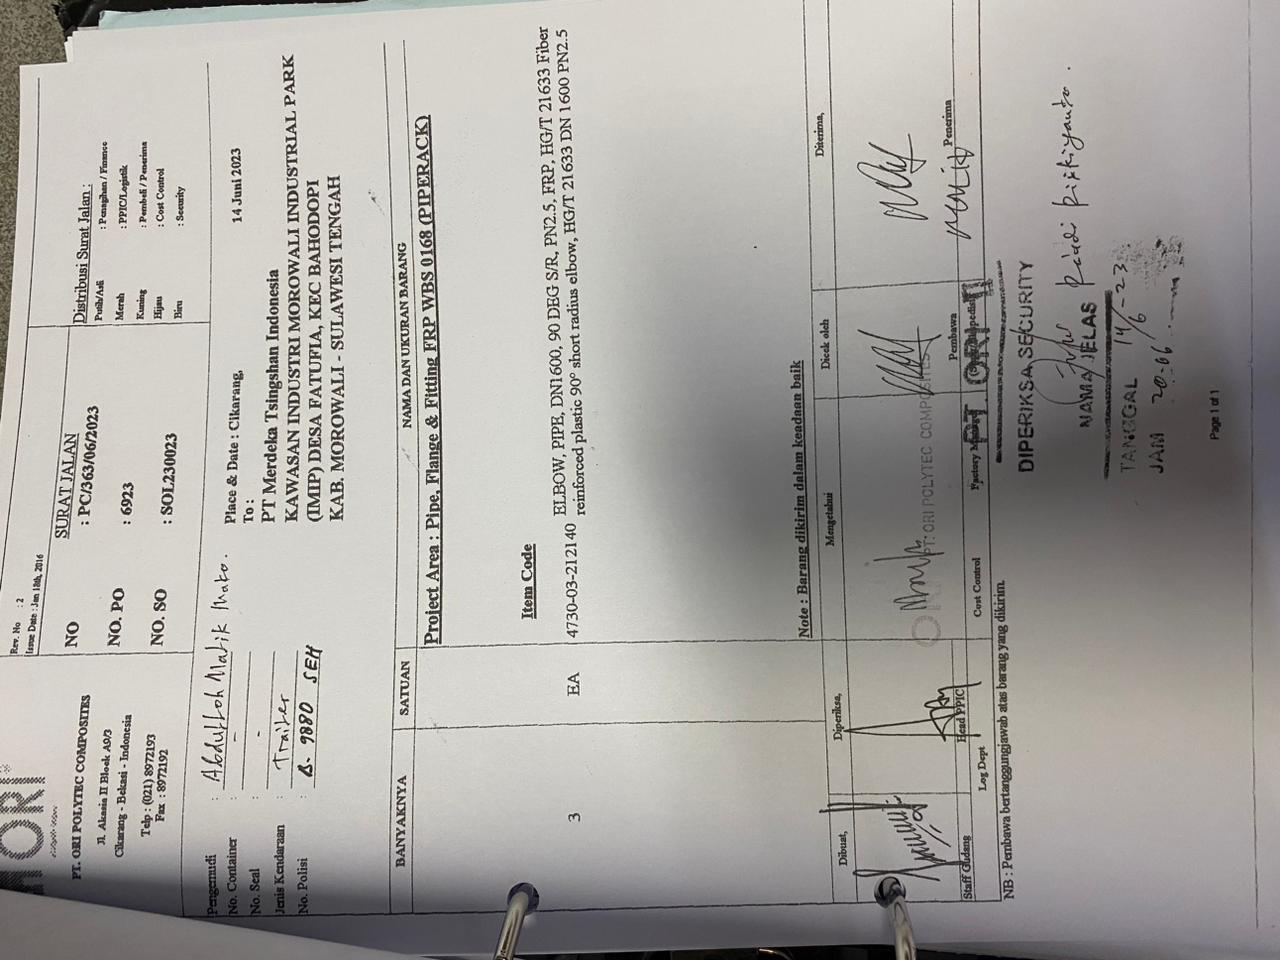 ORI
PT. ORI POLYTEC COMPOSITES
Jl. Akasia II Block A9/3
Cikarang - Bekasi - Indonesia
Telp : (021) 8972193
Fax : 8972192
Rev. No : 2
Issue Date : Jan 18th, 2016
SURAT JALAN
NO : PC/363/06/2023
NO. PO : 6923
NO. SO : SOL230023
Distribusi Surat Jalan :
Putih/Asli : Penagihan / Finance
Merah : PPIC/Logistik
Kuning : Pembeli / Penerima
Hijau : Cost Control
Biru : Security
Pengemudi : Abdulloh Malik Mato.
No. Container : -
No. Seal : -
Jenis Kendaraan : Trailer
No. Polisi : B. 9880 SEH
Place & Date : Cikarang, 14 Juni 2023
To :
PT Merdeka Tsingshan Indonesia
KAWASAN INDUSTRI MOROWALI INDUSTRIAL PARK
(IMIP) DESA FATUFIA, KEC BAHODOPI
KAB. MOROWALI - SULAWESI TENGAH
BANYAKNYA SATUAN NAMA DAN UKURAN BARANG
Project Area : Pipe, Flange & Fitting FRP WBS 0168 (PIPERACK)
Item Code
3 EA 4730-03-212140 ELBOW, PIPE, DN1600, 90 DEG S/R, PN2.5, FRP, HG/T 21633 Fiber
reinforced plastic 90° short radius elbow, HG/T 21633 DN 1600 PN2.5
Note : Barang dikirim dalam keadaan baik
Dibuat, Diperiksa, Mengetahui Dicek oleh Diterima,
PT. ORI POLYTEC COMPOSITES
Staff Gudang Log Dept Head PPIC Cost Control Factory Pembawa Penerima
NB : Pembawa bertanggungjawab atas barang yang dikirim.
PT. ORI
DIPERIKSA SECURITY
NAMA JELAS
TANGGAL 14/6-23
JAM 20-06
Page 1 of 1